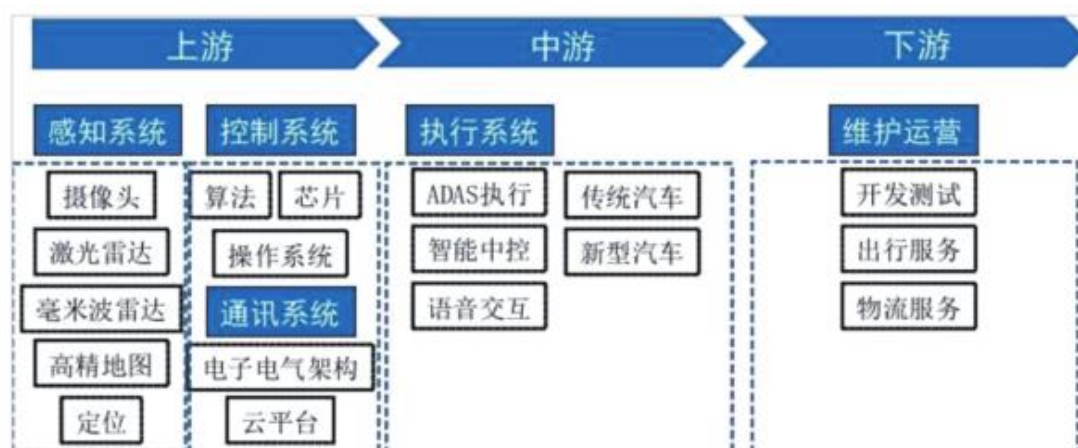 上游
中游
下游
感知系统
摄像头
激光雷达
毫米波雷达
高精地图
定位
控制系统
算法
芯片
操作系统
通讯系统
电子电气架构
云平台
执行系统
ADAS执行
传统汽车
智能中控
新型汽车
语音交互
维护运营
开发测试
出行服务
物流服务